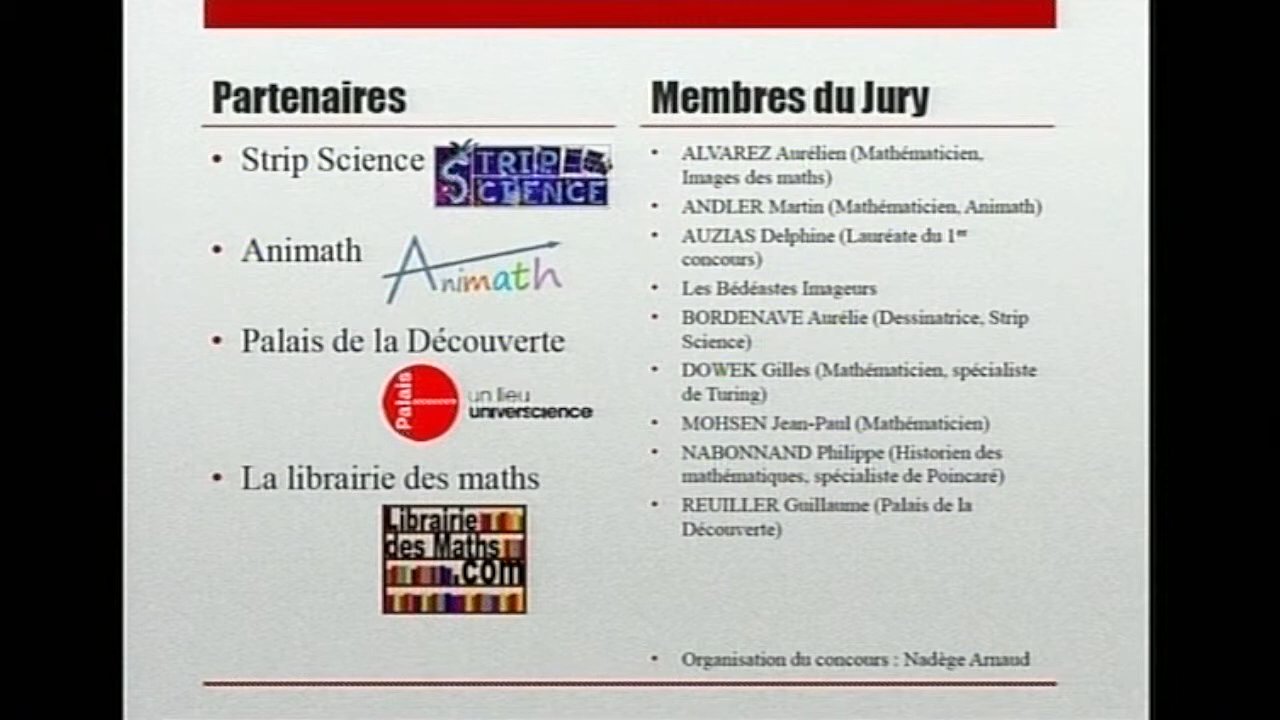 Partenaires
• Strip Science
STRIP
SCIENCE
• Animath
Animath
• Palais de la Découverte
Palais
un lieu
universcience
• La librairie des maths
Librairie
des Maths
.com
Membres du Jury
• ALVAREZ Aurélien (Mathématicien,
Images des maths)
• ANDLER Martin (Mathématicien, Animath)
• AUZIAS Delphine (Lauréate du 1er
concours)
• Les Bédéastes Imageurs
• BORDENAVE Aurélie (Dessinatrice, Strip
Science)
• DOWEK Gilles (Mathématicien, spécialiste
de Turing)
• MOHSEN Jean-Paul (Mathématicien)
• NABONNAND Philippe (Historien des
mathématiques, spécialiste de Poincaré)
• REUILLER Guillaume (Palais de la
Découverte)
• Organisation du concours : Nadège Arnaud